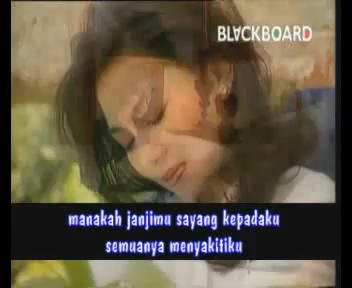 BLACKBOARD
manakah janjimu sayang kepadaku
semuanya menyakitiku